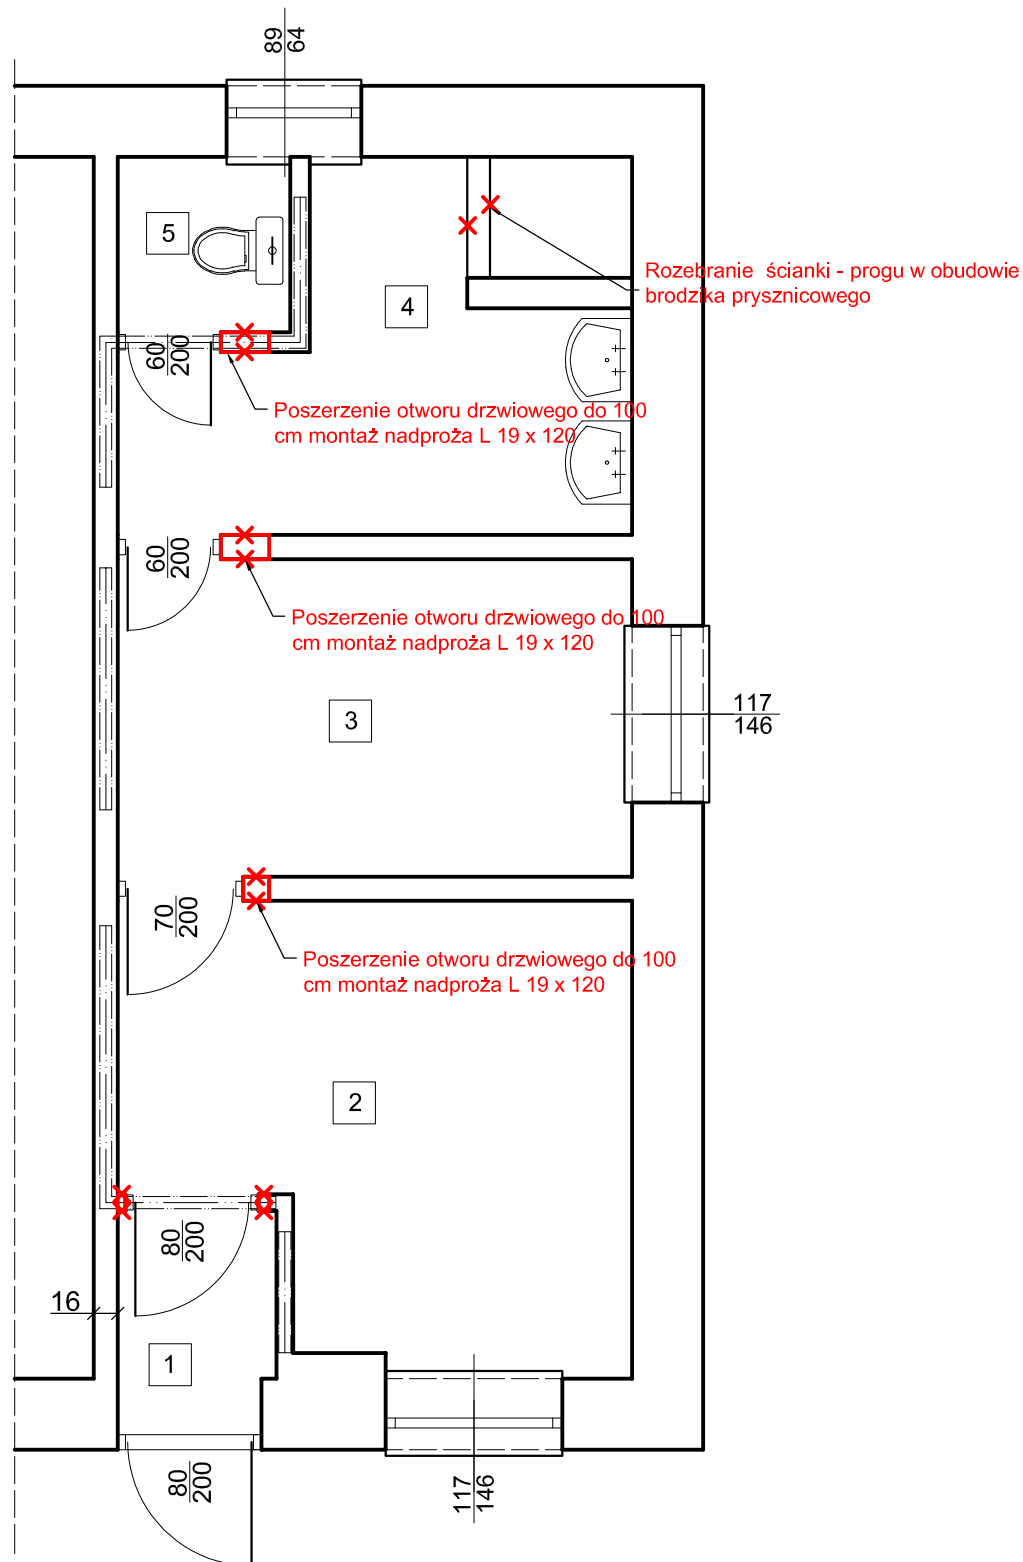 89
64
5
4
Rozebranie ścianki - progu w obudowie
brodzika prysznicowego
60
200
Poszerzenie otworu drzwiowego do 100
cm montaż nadproża L 19 x 120
60
200
Poszerzenie otworu drzwiowego do 100
cm montaż nadproża L 19 x 120
3
117
146
70
200
Poszerzenie otworu drzwiowego do 100
cm montaż nadproża L 19 x 120
2
80
200
16
1
80
200
117
146